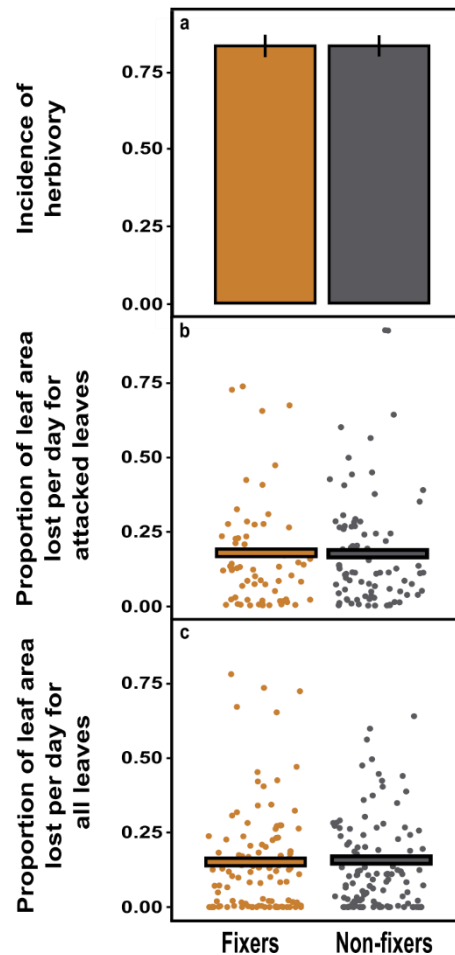 a
Incidence of
herbivory
0.75
0.50
0.25
0.00
b
Proportion of leaf area
lost per day for
attacked leaves
0.75
0.50
0.25
0.00
c
Proportion of leaf area
lost per day for
all leaves
0.75
0.50
0.25
0.00
Fixers Non-fixers